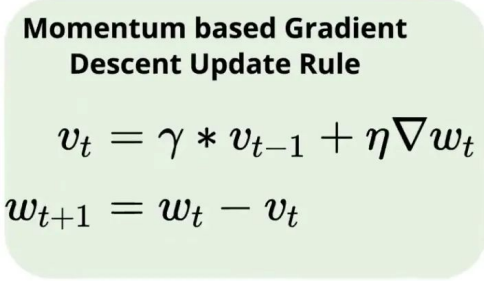 Momentum based Gradient
Descent Update Rule
v_t = γ * v_{t−1} + η∇w_t
w_{t+1} = w_t − v_t